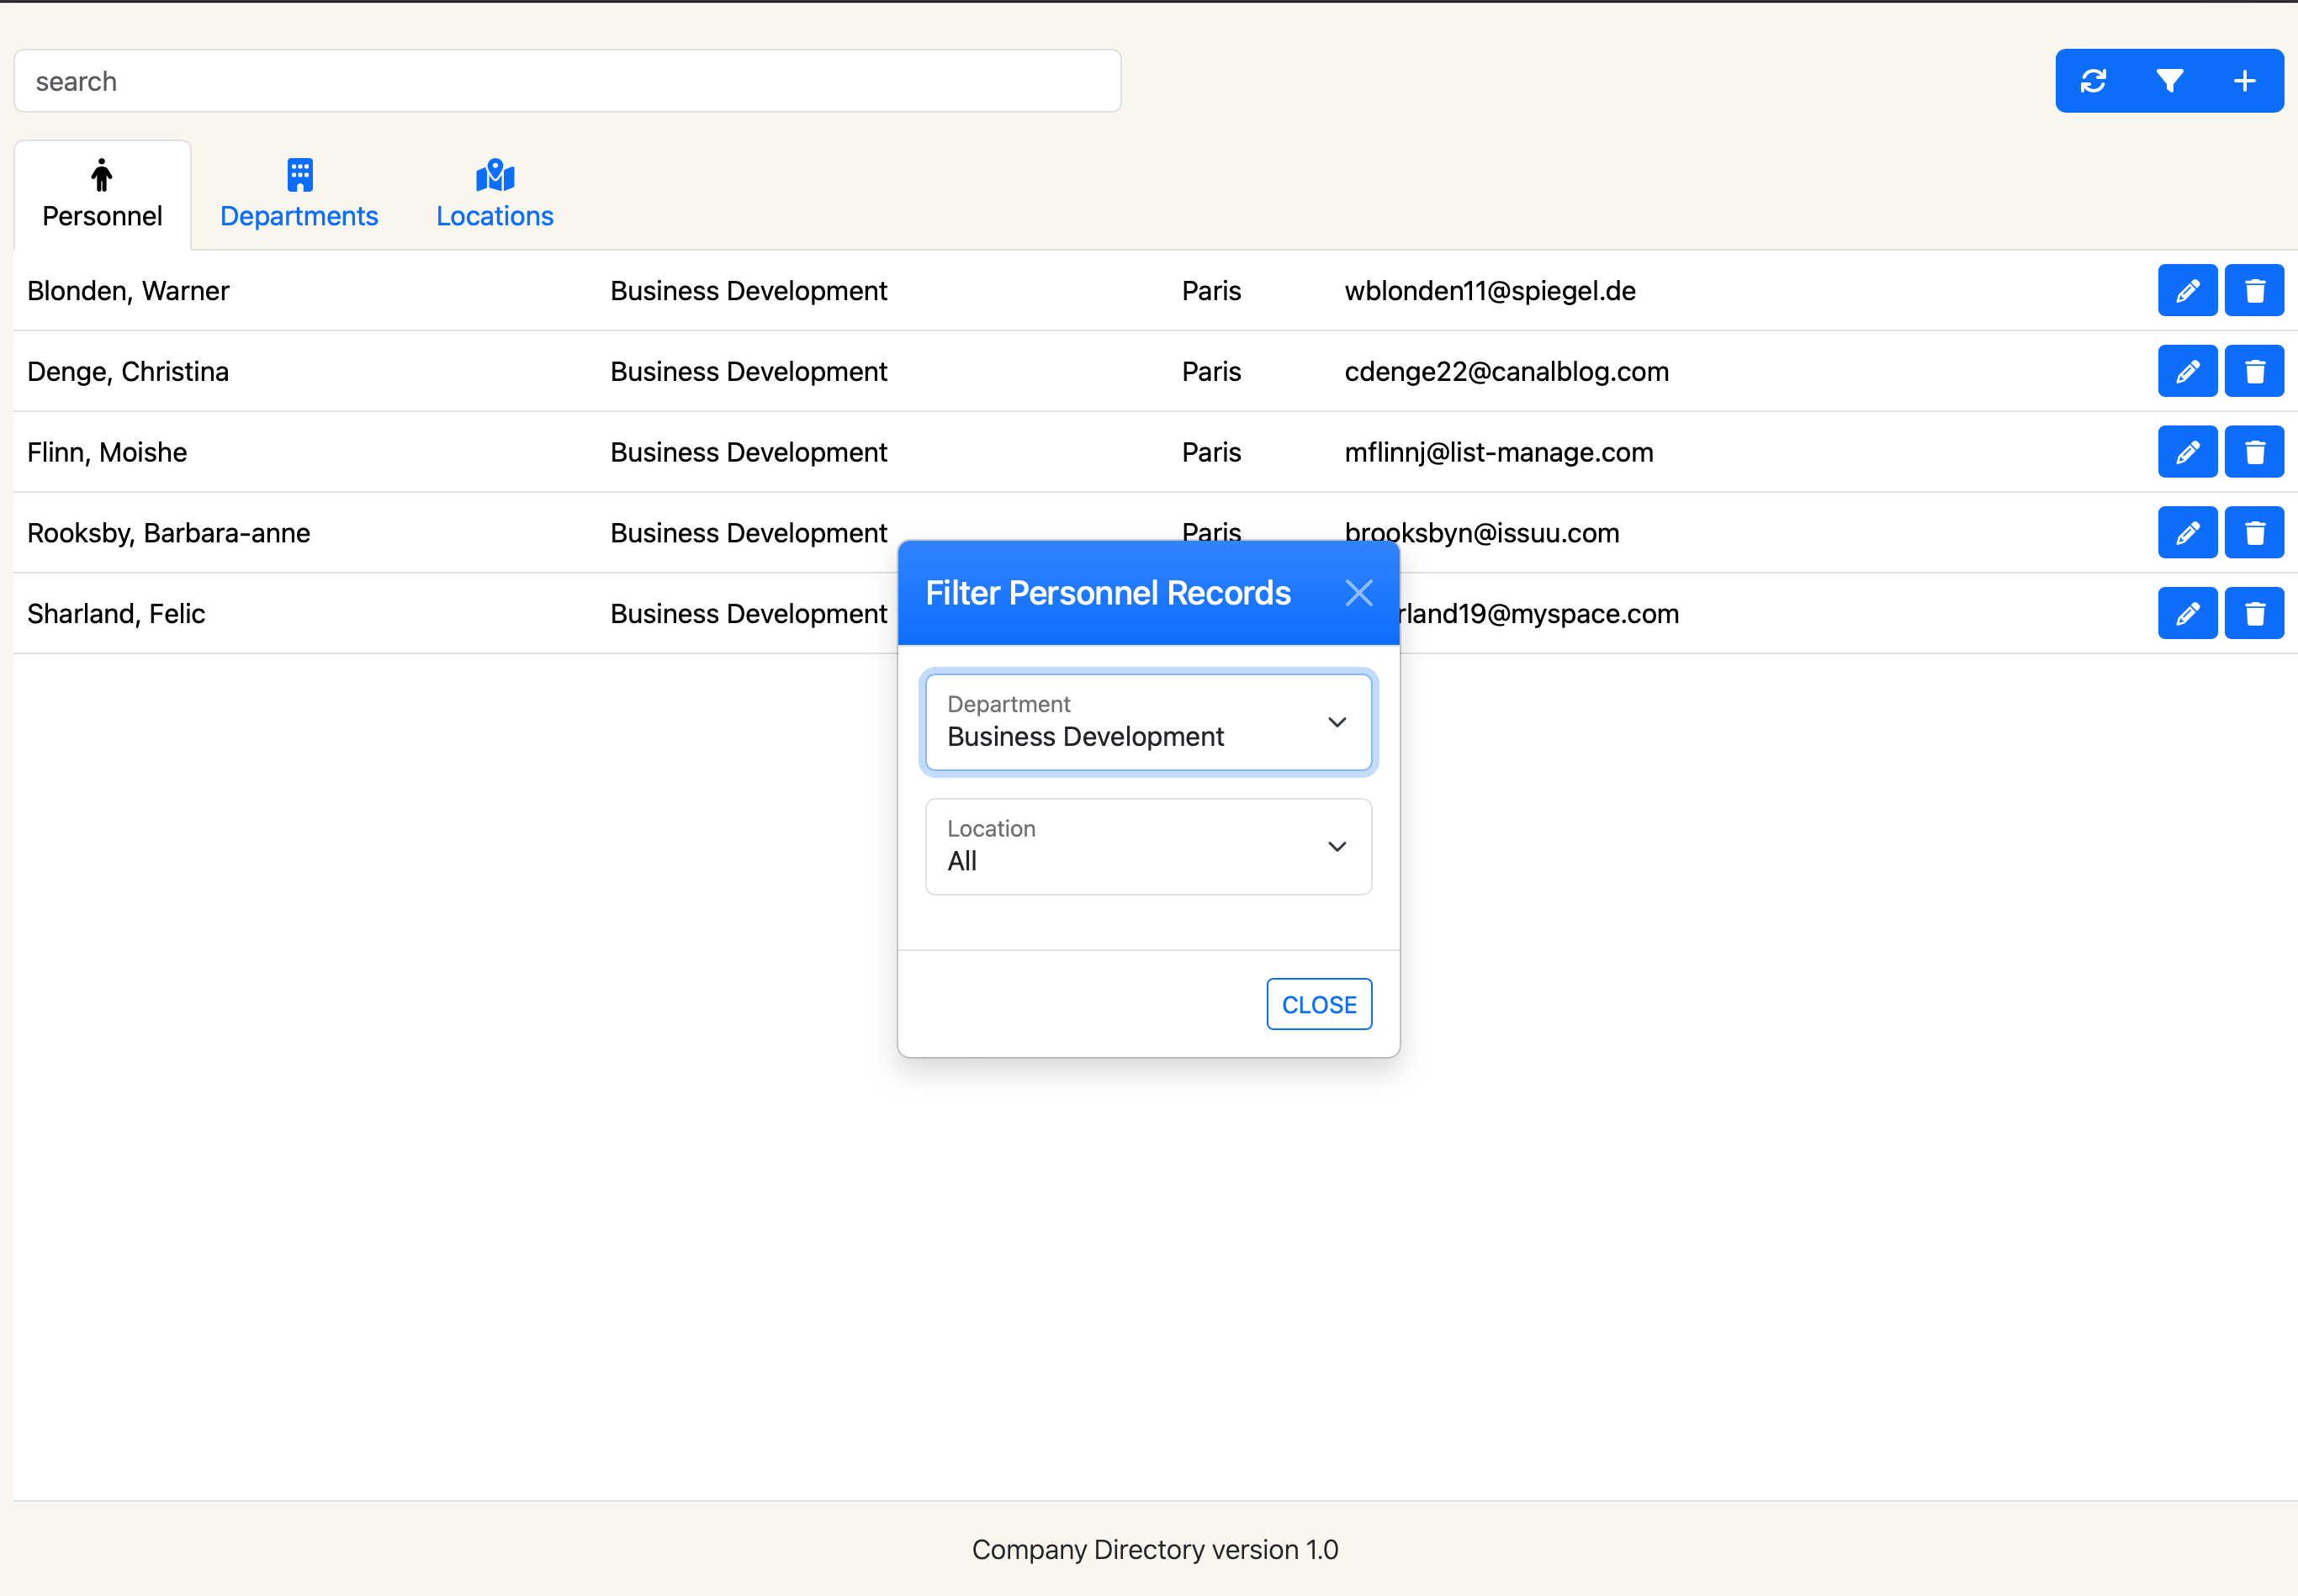 search
Personnel
Departments
Locations
Blonden, Warner Business Development Paris wblonden11@spiegel.de
Denge, Christina Business Development Paris cdenge22@canalblog.com
Flinn, Moishe Business Development Paris mflinnj@list-manage.com
Rooksby, Barbara-anne Business Development Paris brooksbyn@issuu.com
Sharland, Felic Business Development rland19@myspace.com
Filter Personnel Records
Department
Business Development
Location
All
CLOSE
Company Directory version 1.0